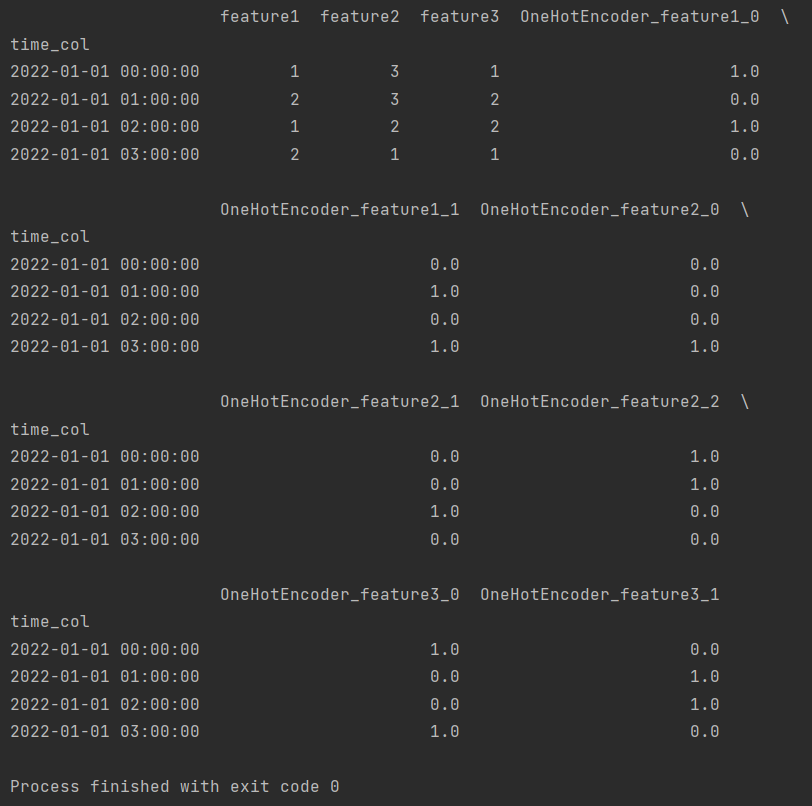 feature1  feature2  feature3  OneHotEncoder_feature1_0  \
time_col
2022-01-01 00:00:00         1         3         1                       1.0
2022-01-01 01:00:00         2         3         2                       0.0
2022-01-01 02:00:00         1         2         2                       1.0
2022-01-01 03:00:00         2         1         1                       0.0

                     OneHotEncoder_feature1_1  OneHotEncoder_feature2_0  \
time_col
2022-01-01 00:00:00                       0.0                       0.0
2022-01-01 01:00:00                       1.0                       0.0
2022-01-01 02:00:00                       0.0                       0.0
2022-01-01 03:00:00                       1.0                       1.0

                     OneHotEncoder_feature2_1  OneHotEncoder_feature2_2  \
time_col
2022-01-01 00:00:00                       0.0                       1.0
2022-01-01 01:00:00                       0.0                       1.0
2022-01-01 02:00:00                       1.0                       0.0
2022-01-01 03:00:00                       0.0                       0.0

                     OneHotEncoder_feature3_0  OneHotEncoder_feature3_1
time_col
2022-01-01 00:00:00                       1.0                       0.0
2022-01-01 01:00:00                       0.0                       1.0
2022-01-01 02:00:00                       0.0                       1.0
2022-01-01 03:00:00                       1.0                       0.0

Process finished with exit code 0